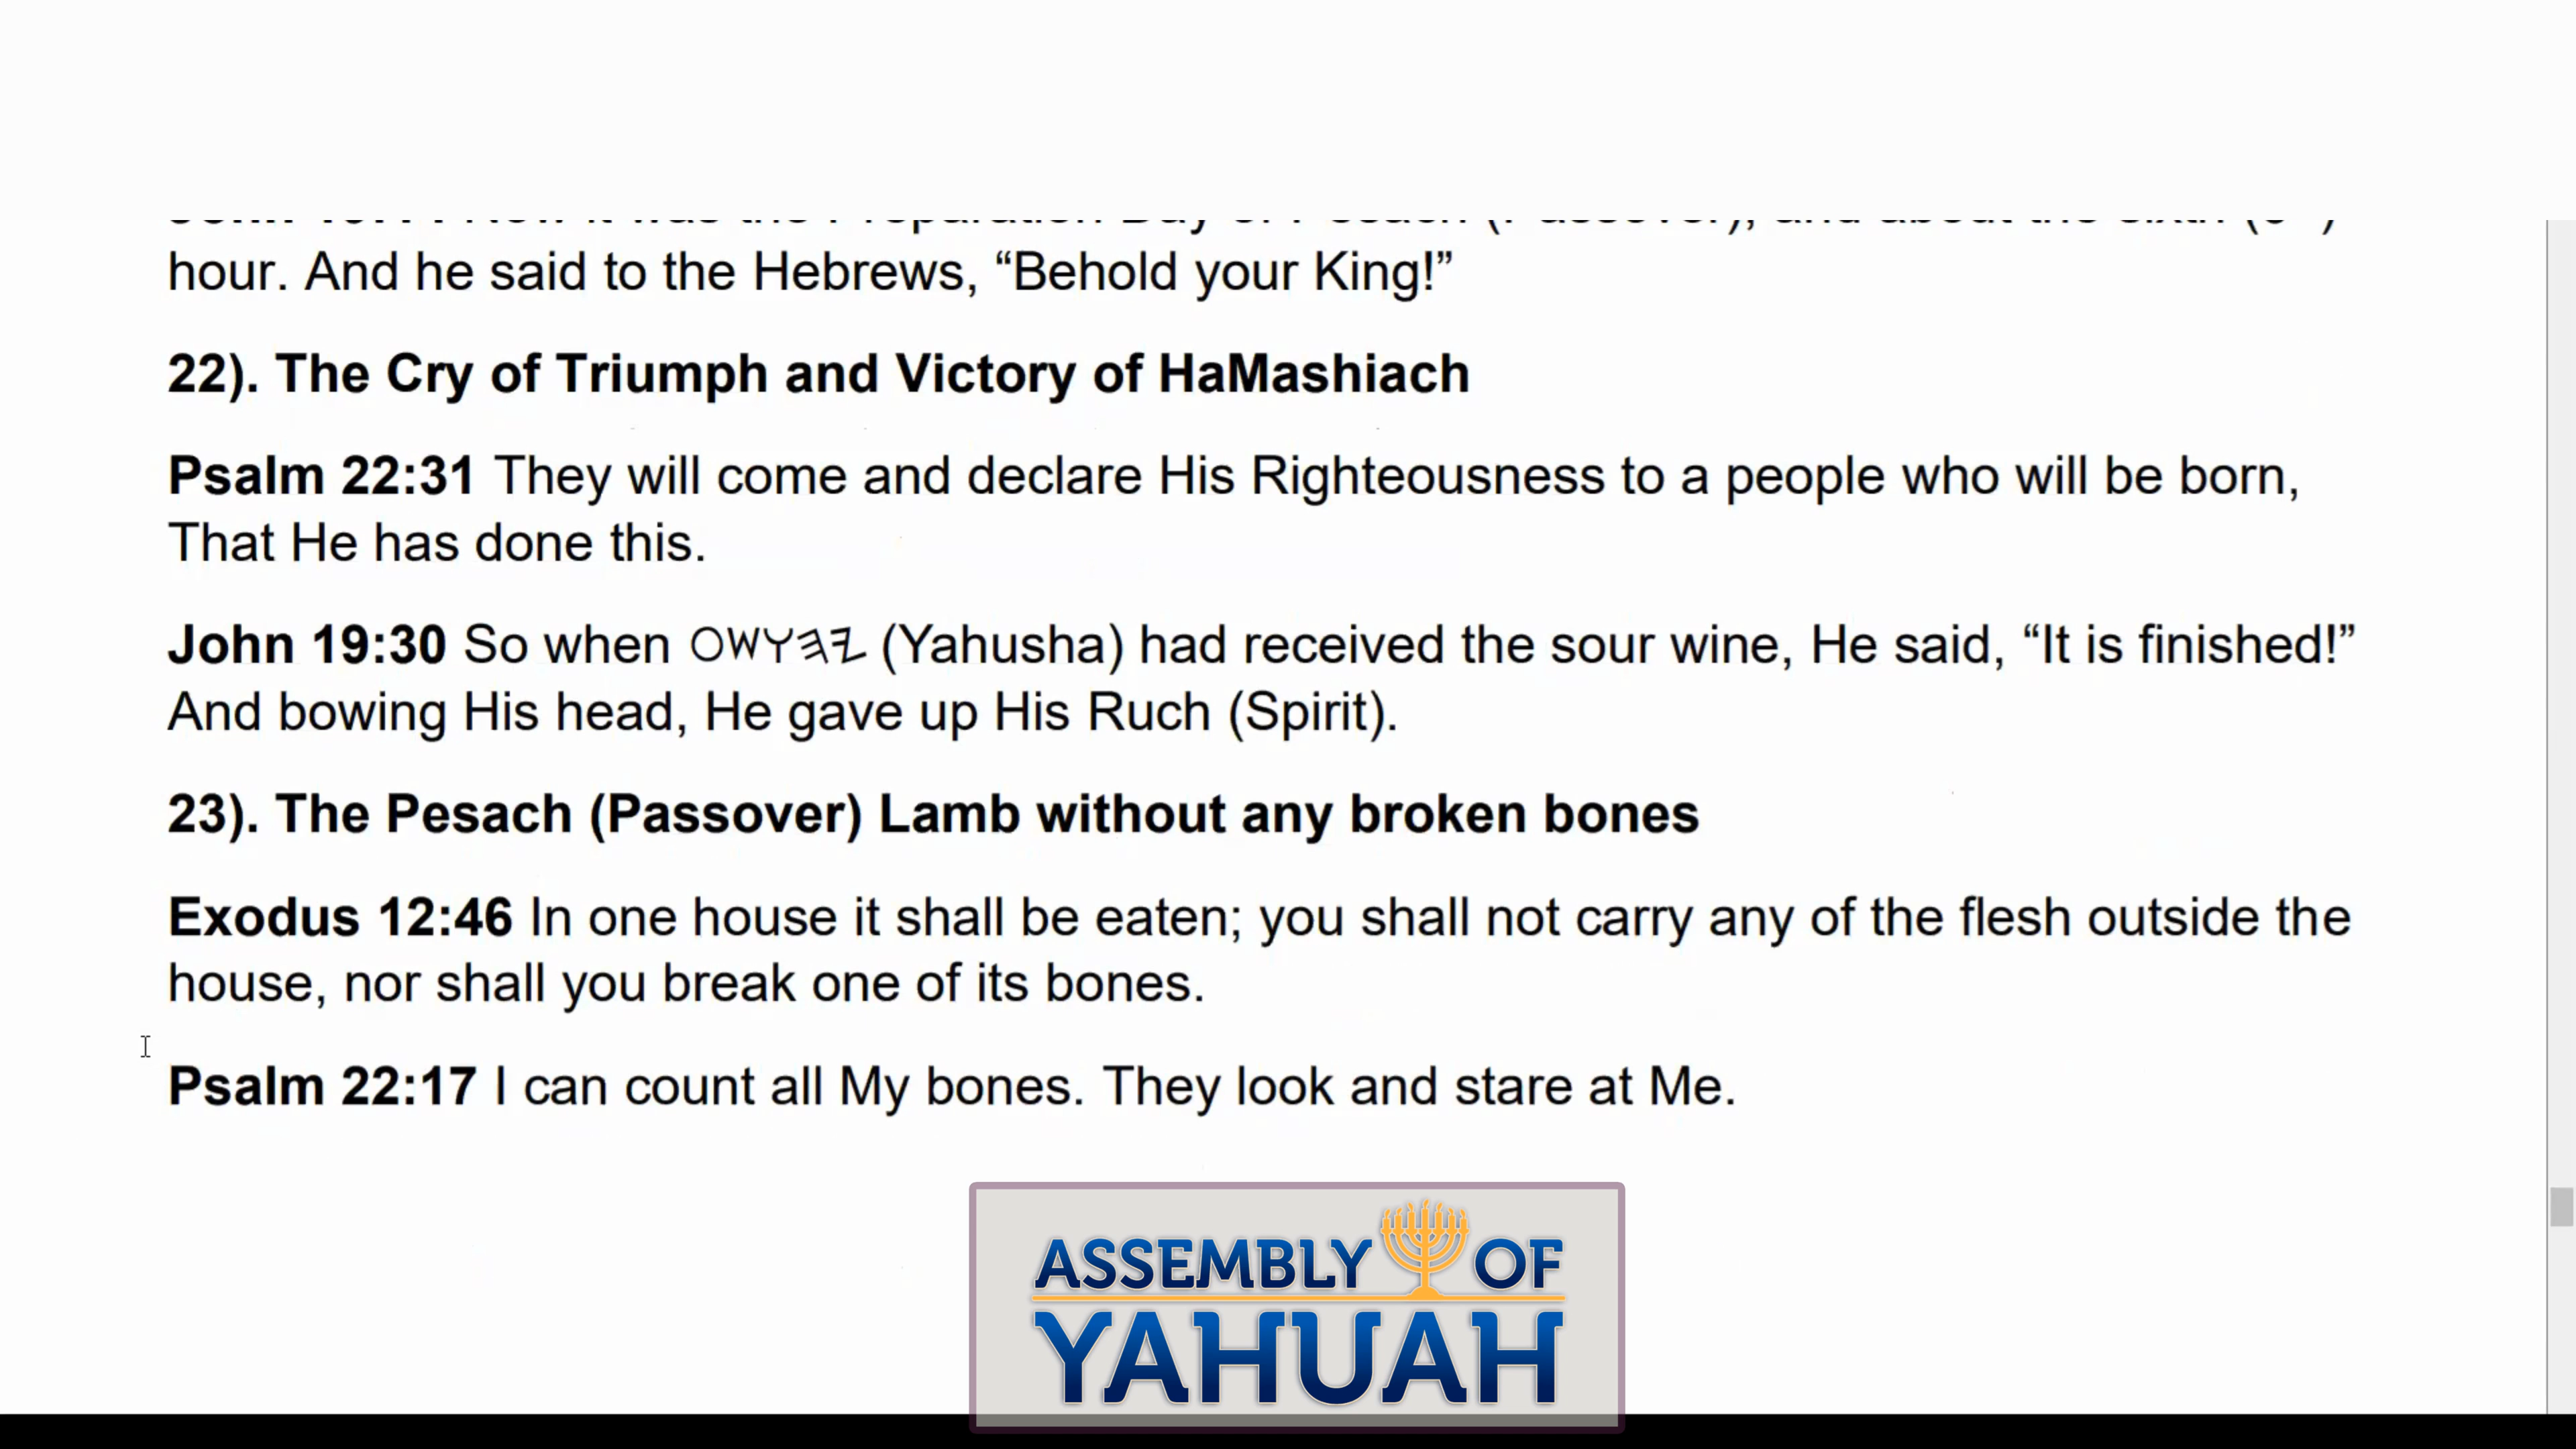 hour. And he said to the Hebrews, “Behold your King!”
22). The Cry of Triumph and Victory of HaMashiach
Psalm 22:31 They will come and declare His Righteousness to a people who will be born,
That He has done this.
John 19:30 So when 𐤏𐤔𐤅𐤄𐤉 (Yahusha) had received the sour wine, He said, “It is finished!”
And bowing His head, He gave up His Ruch (Spirit).
23). The Pesach (Passover) Lamb without any broken bones
Exodus 12:46 In one house it shall be eaten; you shall not carry any of the flesh outside the
house, nor shall you break one of its bones.
Psalm 22:17 I can count all My bones. They look and stare at Me.
ASSEMBLY OF
YAHUAH